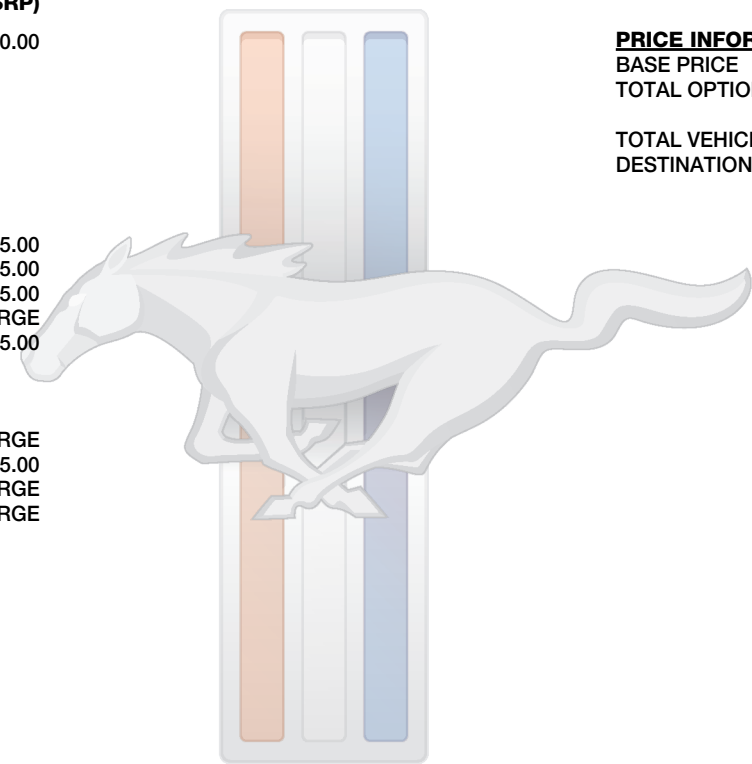 SRP)
0.00
5.00
5.00
5.00
RGE
5.00
RGE
5.00
RGE
RGE
PRICE INFOR
BASE PRICE
TOTAL OPTIO
TOTAL VEHICL
DESTINATION